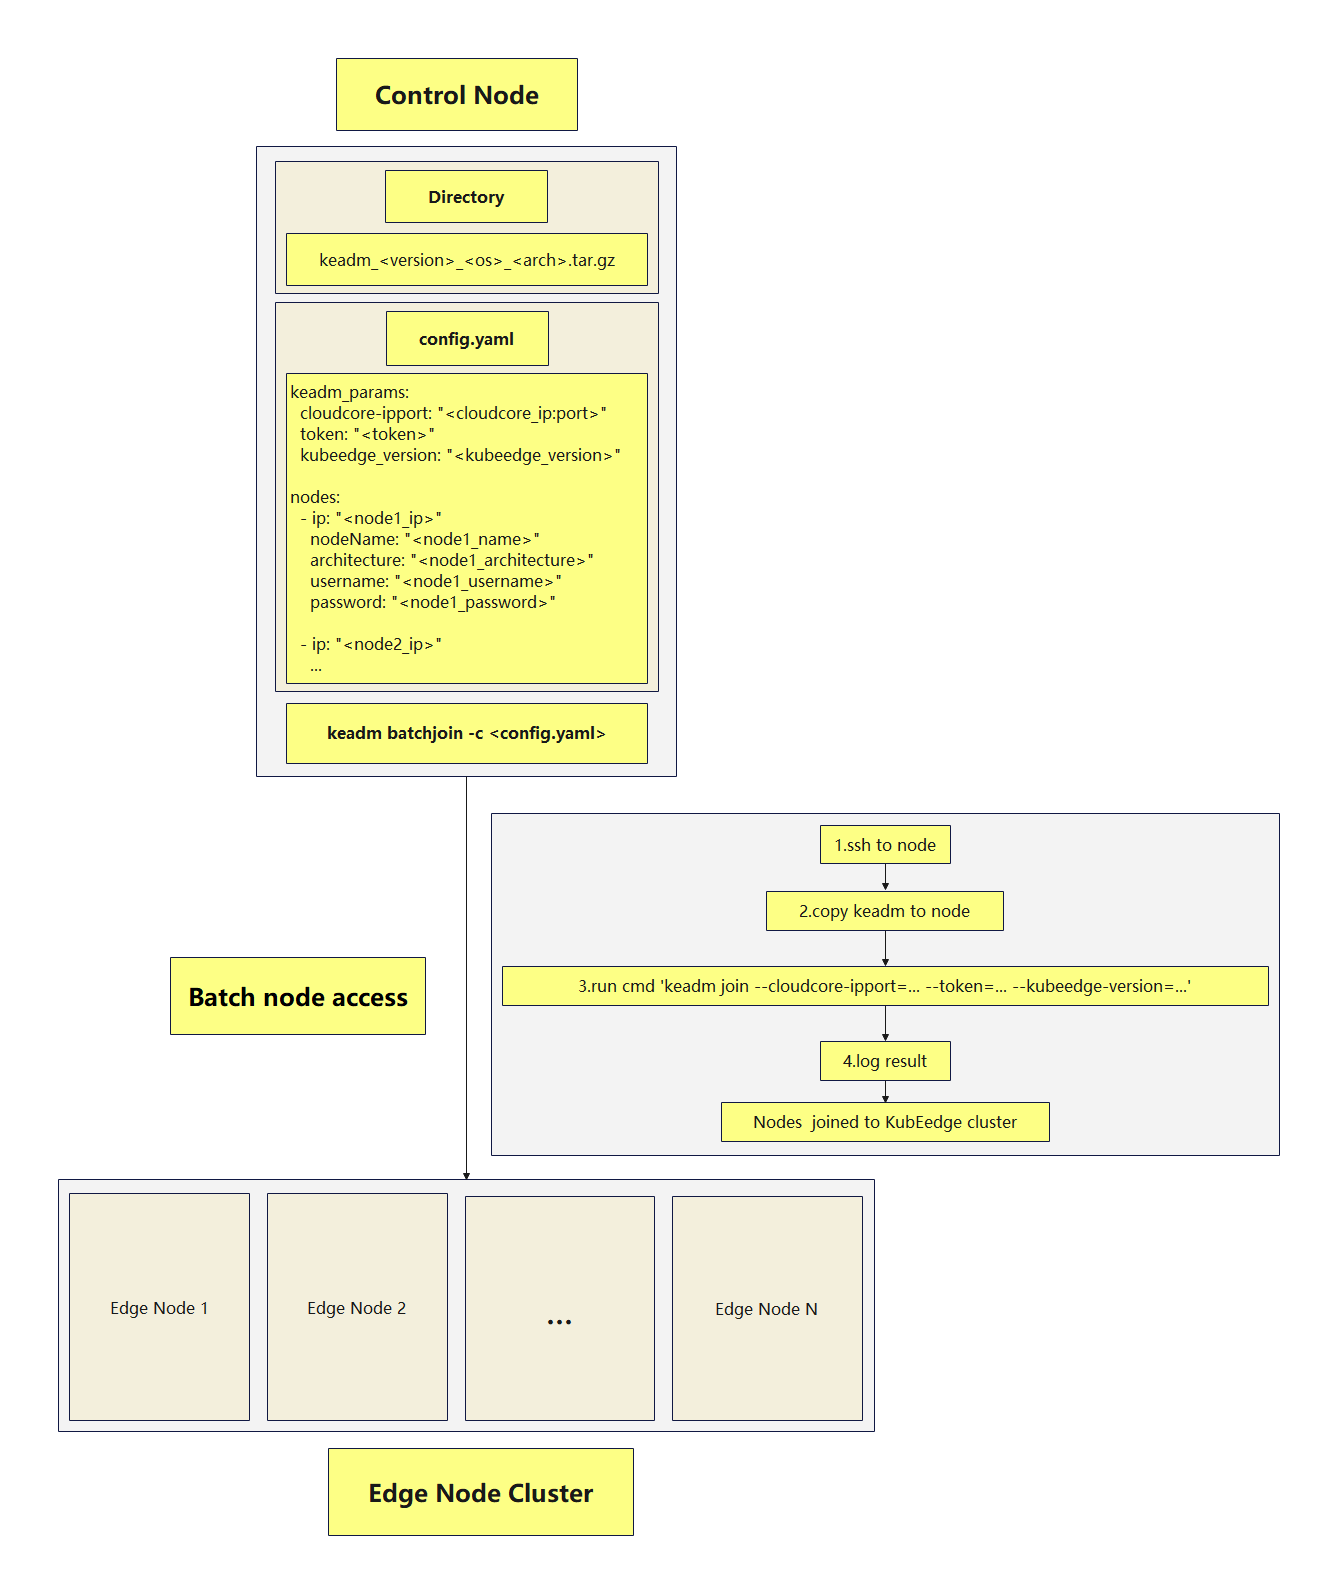 Control Node
Directory
keadm_<version>_<os>_<arch>.tar.gz
config.yaml
keadm_params:
cloudcore-ipport: "<cloudcore_ip:port>"
token: "<token>"
kubeedge_version: "<kubeedge_version>"
nodes:
- ip: "<node1_ip>"
nodeName: "<node1_name>"
architecture: "<node1_architecture>"
username: "<node1_username>"
password: "<node1_password>"
- ip: "<node2_ip>"
...
keadm batchjoin -c <config.yaml>
1.ssh to node
2.copy keadm to node
3.run cmd 'keadm join --cloudcore-ipport=... --token=... --kubeedge-version=...'
4.log result
Nodes  joined to KubEedge cluster
Batch node access
Edge Node 1
Edge Node 2
...
Edge Node N
Edge Node Cluster